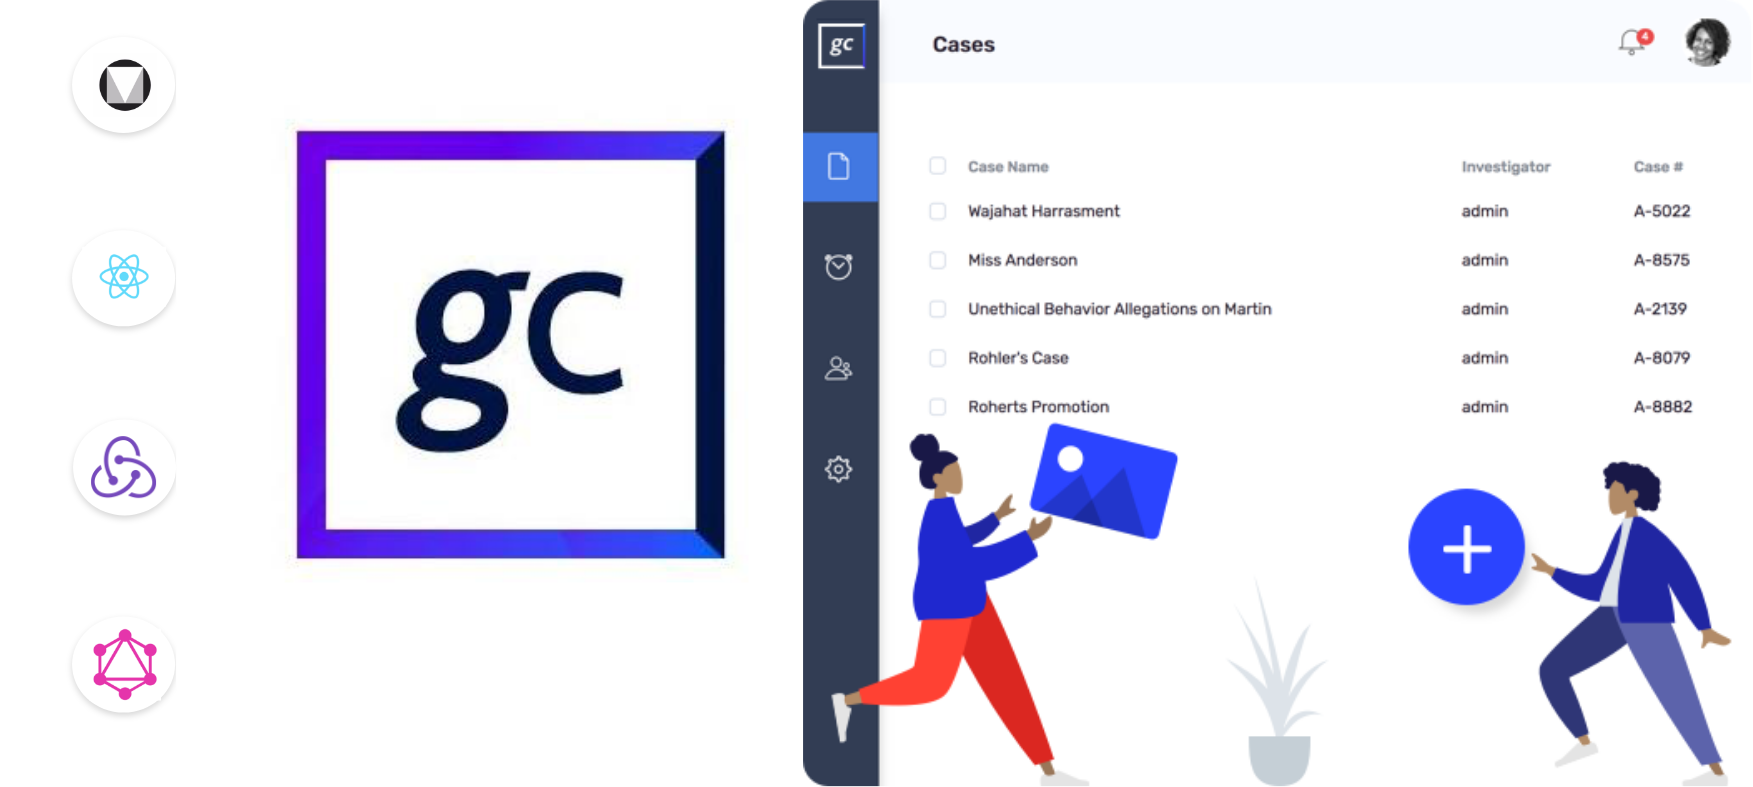 gc
gc
Cases
4
Case Name Investigator Case #
Wajahat Harrasment admin A-5022
Miss Anderson admin A-8575
Unethical Behavior Allegations on Martin admin A-2139
Rohler's Case admin A-8079
Roherts Promotion admin A-8882